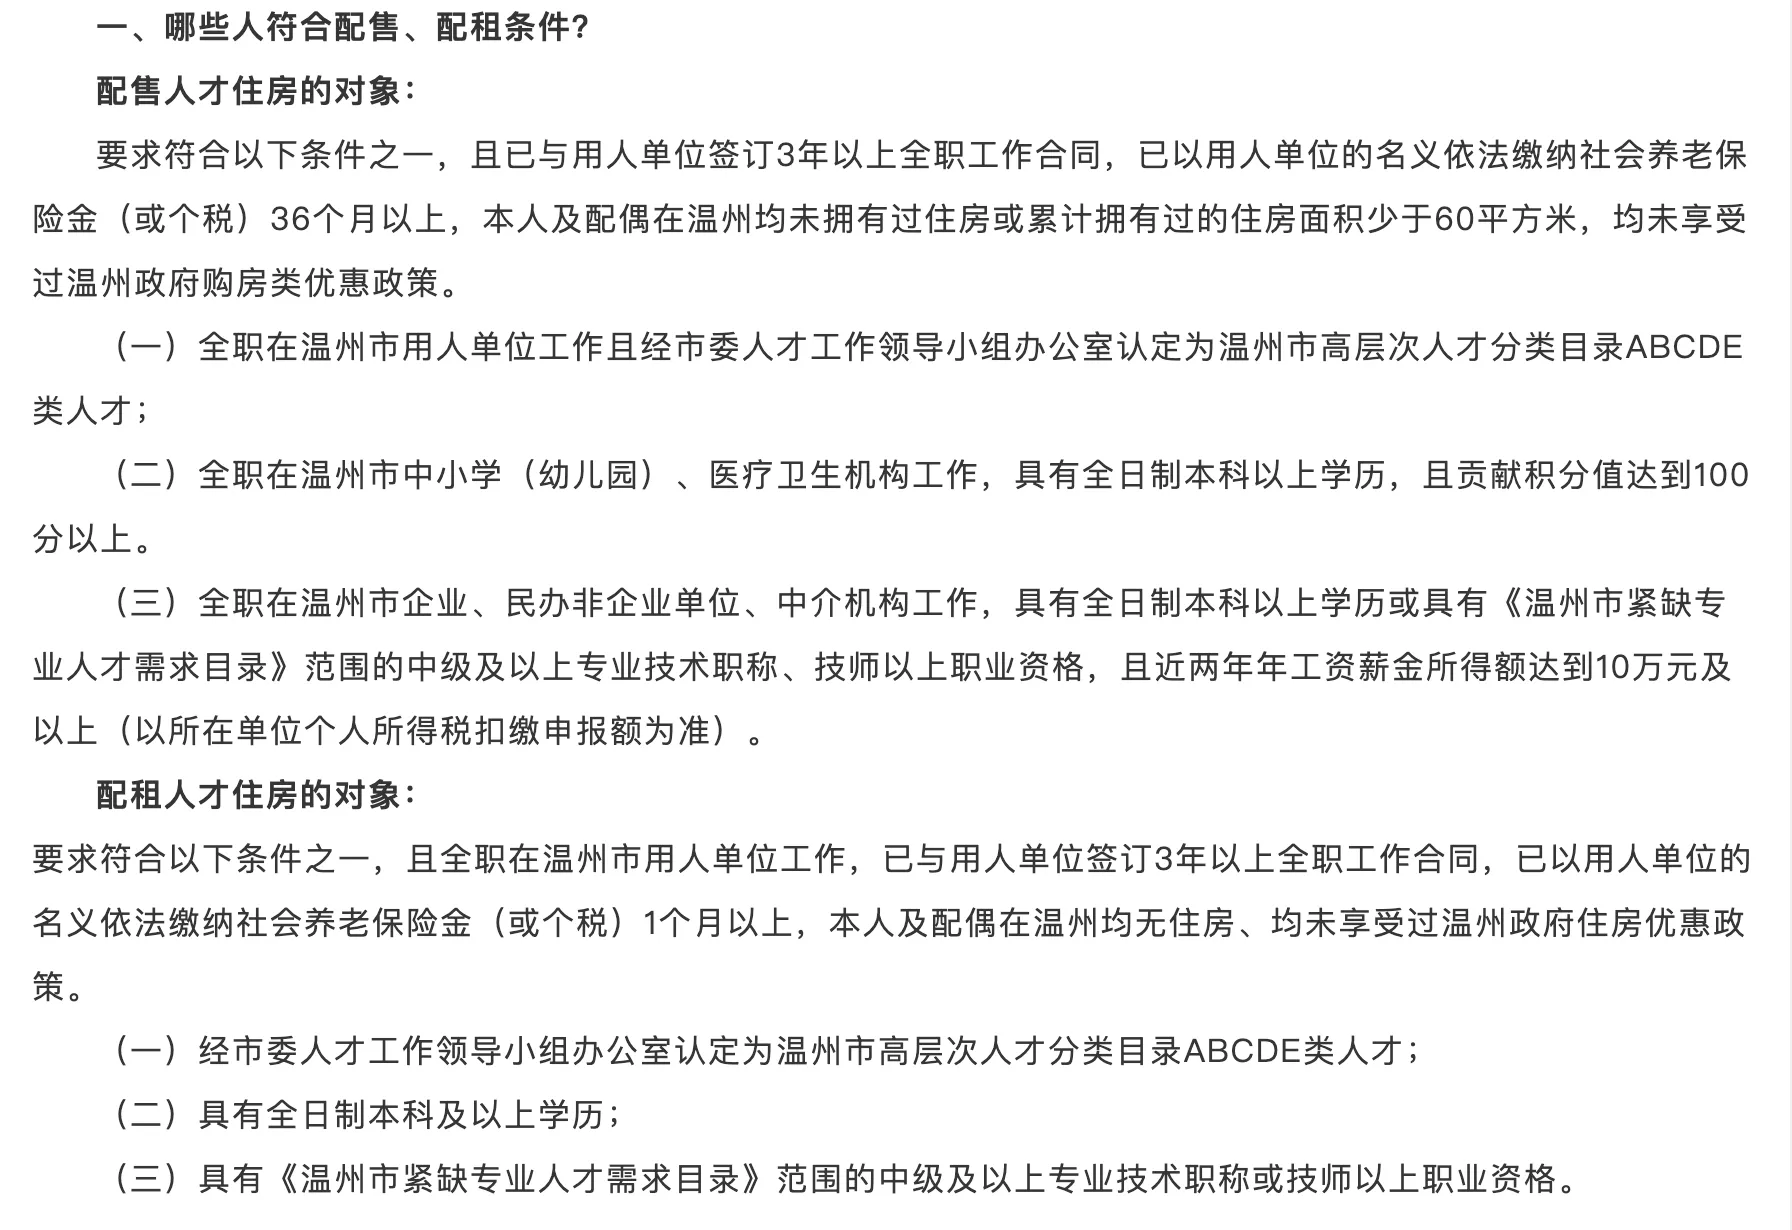 一、哪些人符合配售、配租条件?
配售人才住房的对象：
要求符合以下条件之一，且已与用人单位签订3年以上全职工作合同，已以用人单位的名义依法缴纳社会养老保
险金（或个税）36个月以上，本人及配偶在温州均未拥有过住房或累计拥有过的住房面积少于60平方米，均未享受
过温州政府购房类优惠政策。
（一）全职在温州市用人单位工作且经市委人才工作领导小组办公室认定为温州市高层次人才分类目录ABCDE
类人才；
（二）全职在温州市中小学（幼儿园）、医疗卫生机构工作，具有全日制本科以上学历，且贡献积分值达到100
分以上。
（三）全职在温州市企业、民办非企业单位、中介机构工作，具有全日制本科以上学历或具有《温州市紧缺专
业人才需求目录》范围的中级及以上专业技术职称、技师以上职业资格，且近两年年工资薪金所得额达到10万元及
以上（以所在单位个人所得税扣缴申报额为准）。
配租人才住房的对象：
要求符合以下条件之一，且全职在温州市用人单位工作，已与用人单位签订3年以上全职工作合同，已以用人单位的
名义依法缴纳社会养老保险金（或个税）1个月以上，本人及配偶在温州均无住房、均未享受过温州政府住房优惠政
策。
（一）经市委人才工作领导小组办公室认定为温州市高层次人才分类目录ABCDE类人才；
（二）具有全日制本科及以上学历；
（三）具有《温州市紧缺专业人才需求目录》范围的中级及以上专业技术职称或技师以上职业资格。